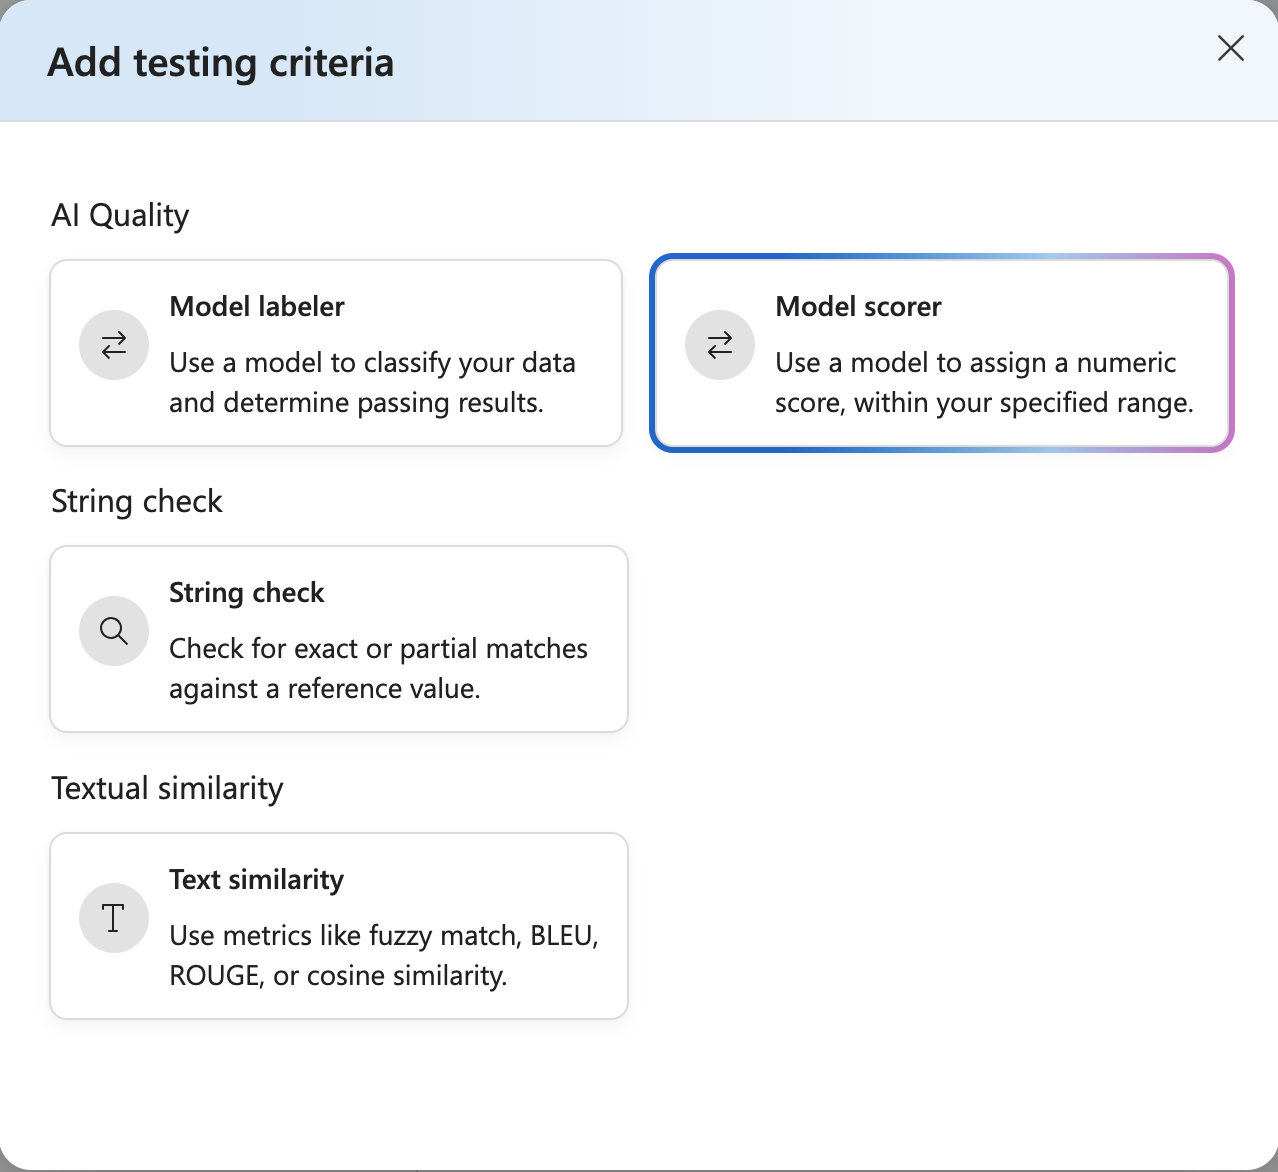 Add testing criteria
AI Quality
Model labeler
Use a model to classify your data
and determine passing results.
Model scorer
Use a model to assign a numeric
score, within your specified range.
String check
String check
Check for exact or partial matches
against a reference value.
Textual similarity
Text similarity
Use metrics like fuzzy match, BLEU,
ROUGE, or cosine similarity.